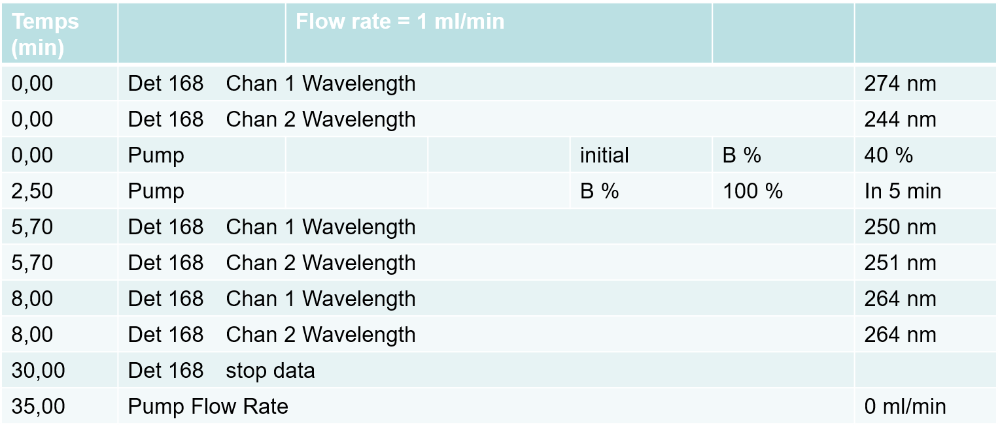 Temps (min) Flow rate = 1 ml/min
0,00 Det 168 Chan 1 Wavelength 274 nm
0,00 Det 168 Chan 2 Wavelength 244 nm
0,00 Pump initial B % 40 %
2,50 Pump B % 100 % In 5 min
5,70 Det 168 Chan 1 Wavelength 250 nm
5,70 Det 168 Chan 2 Wavelength 251 nm
8,00 Det 168 Chan 1 Wavelength 264 nm
8,00 Det 168 Chan 2 Wavelength 264 nm
30,00 Det 168 stop data
35,00 Pump Flow Rate 0 ml/min